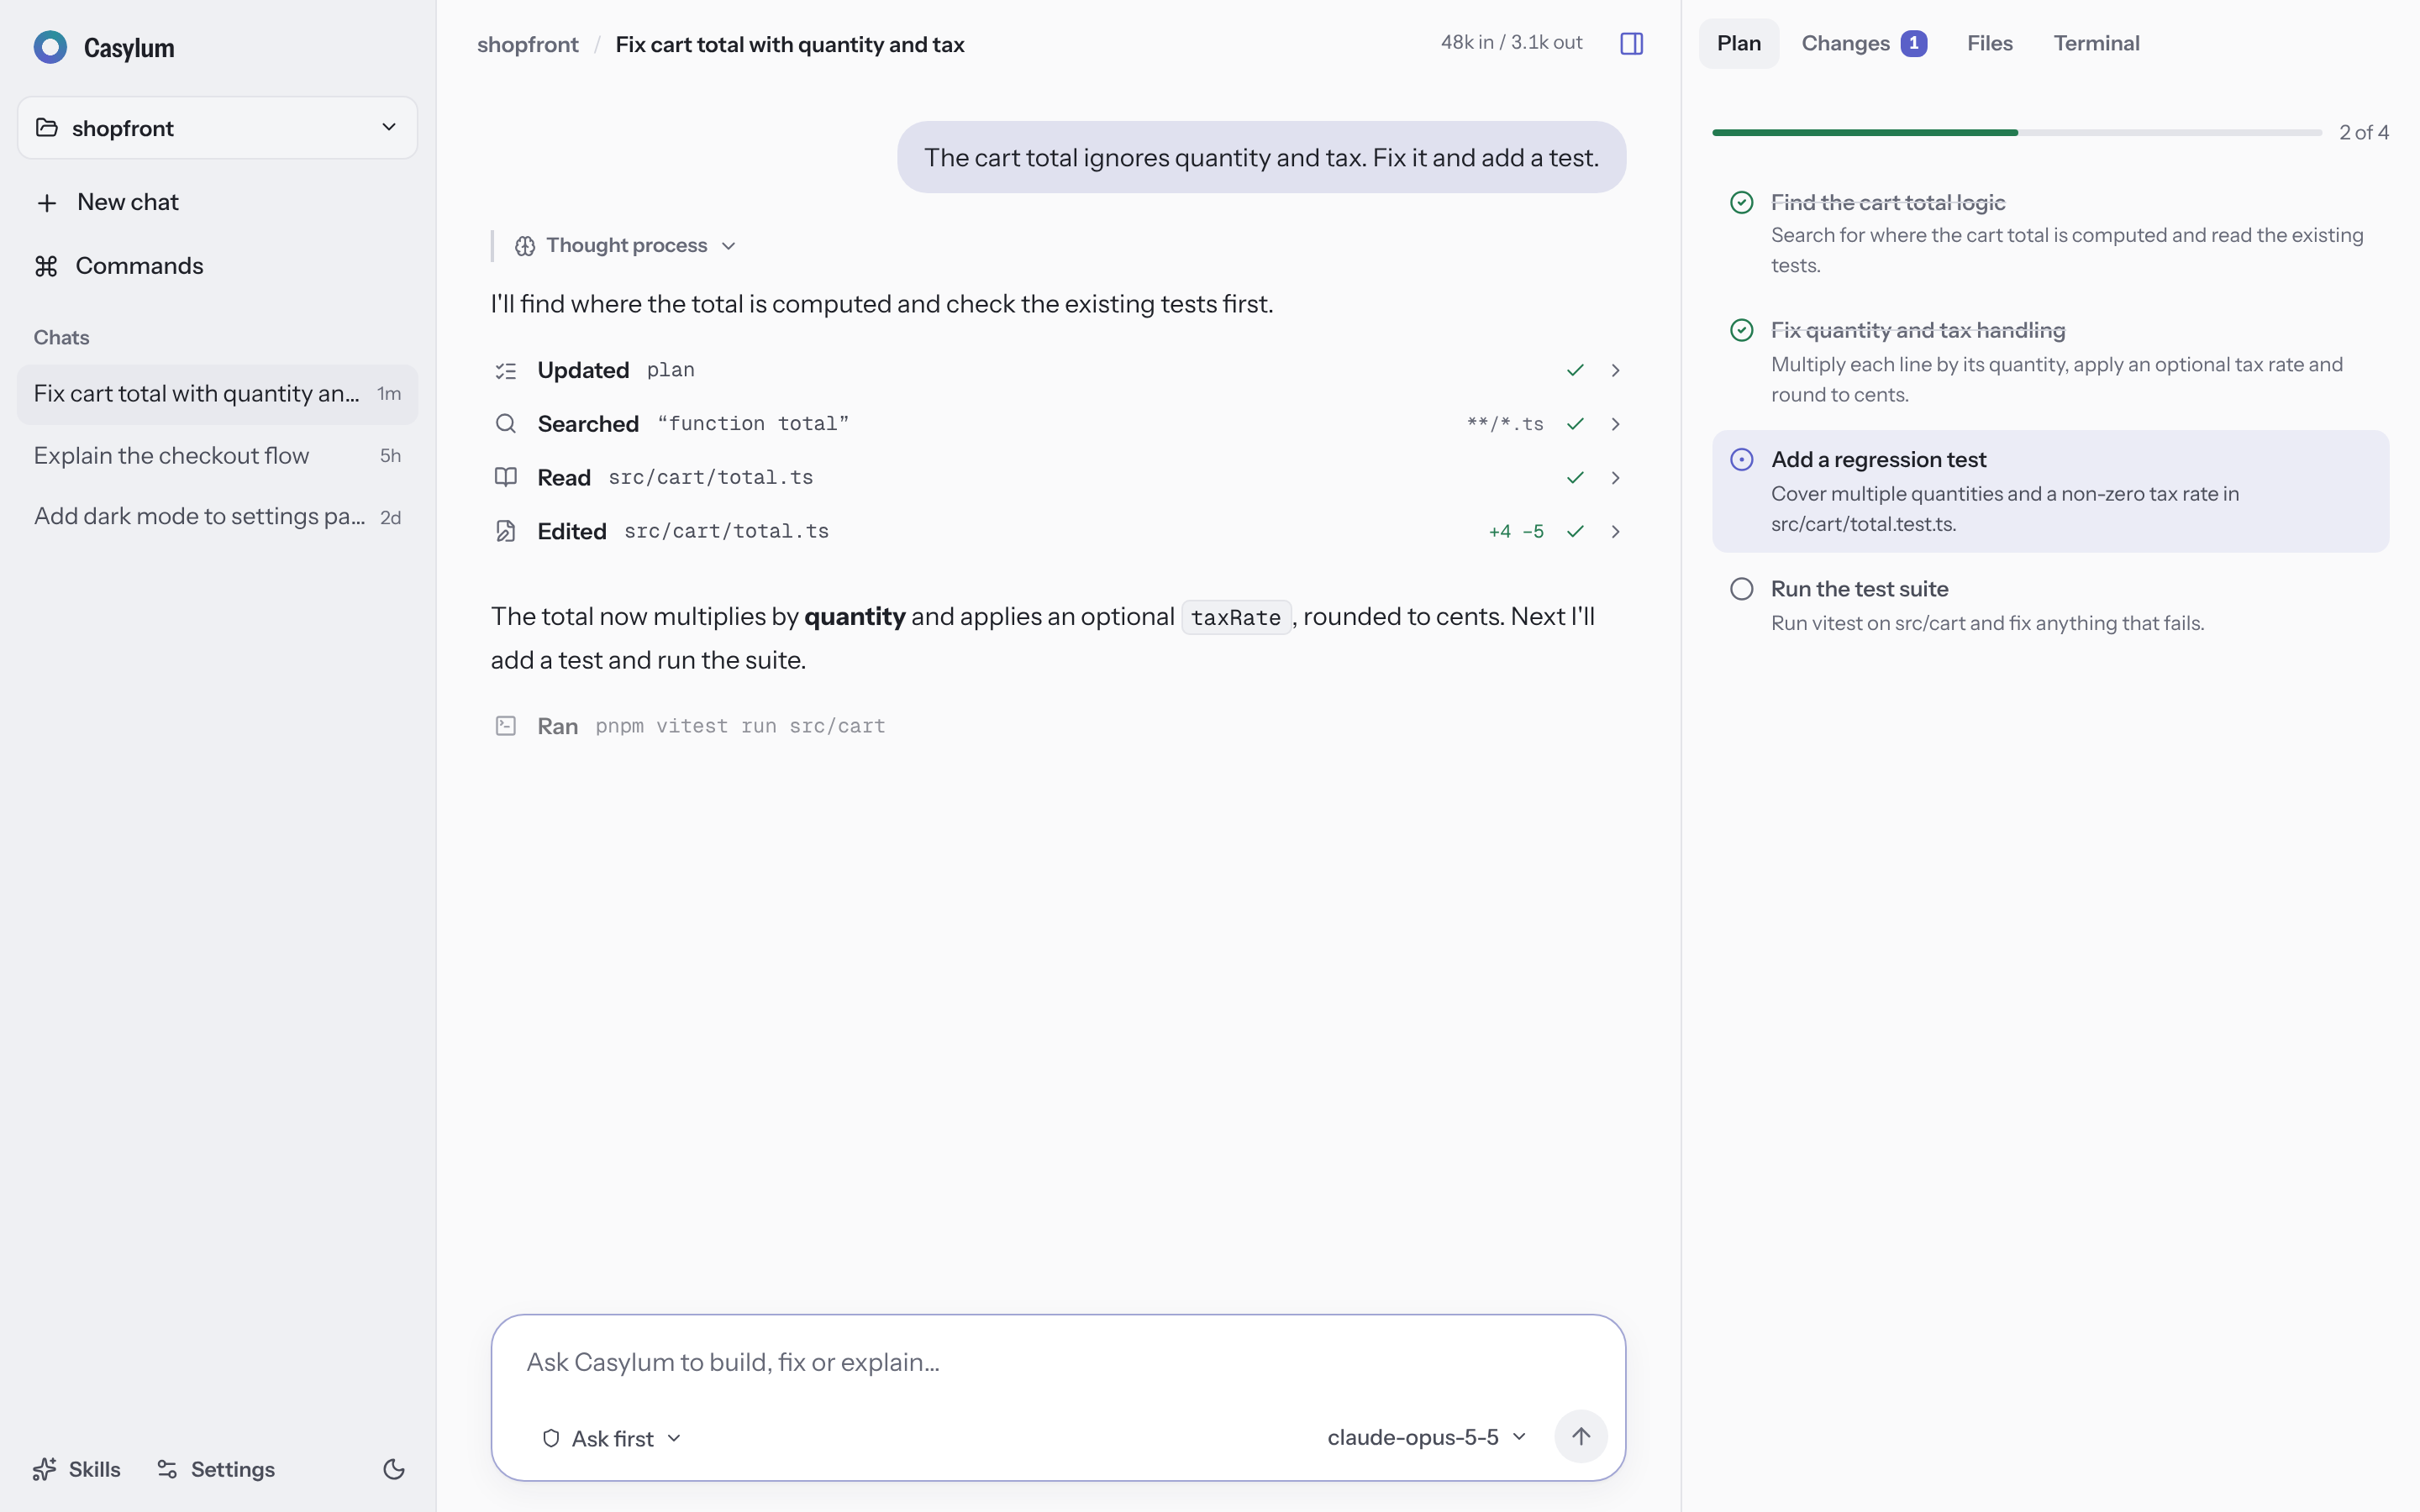 Casylum
shopfront
New chat
Commands
Chats
Fix cart total with quantity an... 1m
Explain the checkout flow 5h
Add dark mode to settings pa... 2d
Skills Settings
shopfront / Fix cart total with quantity and tax 48k in / 3.1k out
The cart total ignores quantity and tax. Fix it and add a test.
Thought process
I'll find where the total is computed and check the existing tests first.
Updated plan
Searched “function total” **/*.ts
Read src/cart/total.ts
Edited src/cart/total.ts +4 −5
The total now multiplies by quantity and applies an optional taxRate, rounded to cents. Next I'll
add a test and run the suite.
Ran pnpm vitest run src/cart
Ask Casylum to build, fix or explain...
Ask first claude-opus-5-5
Plan Changes 1 Files Terminal
2 of 4
Find the cart total logic
Search for where the cart total is computed and read the existing
tests.
Fix quantity and tax handling
Multiply each line by its quantity, apply an optional tax rate and
round to cents.
Add a regression test
Cover multiple quantities and a non-zero tax rate in
src/cart/total.test.ts.
Run the test suite
Run vitest on src/cart and fix anything that fails.